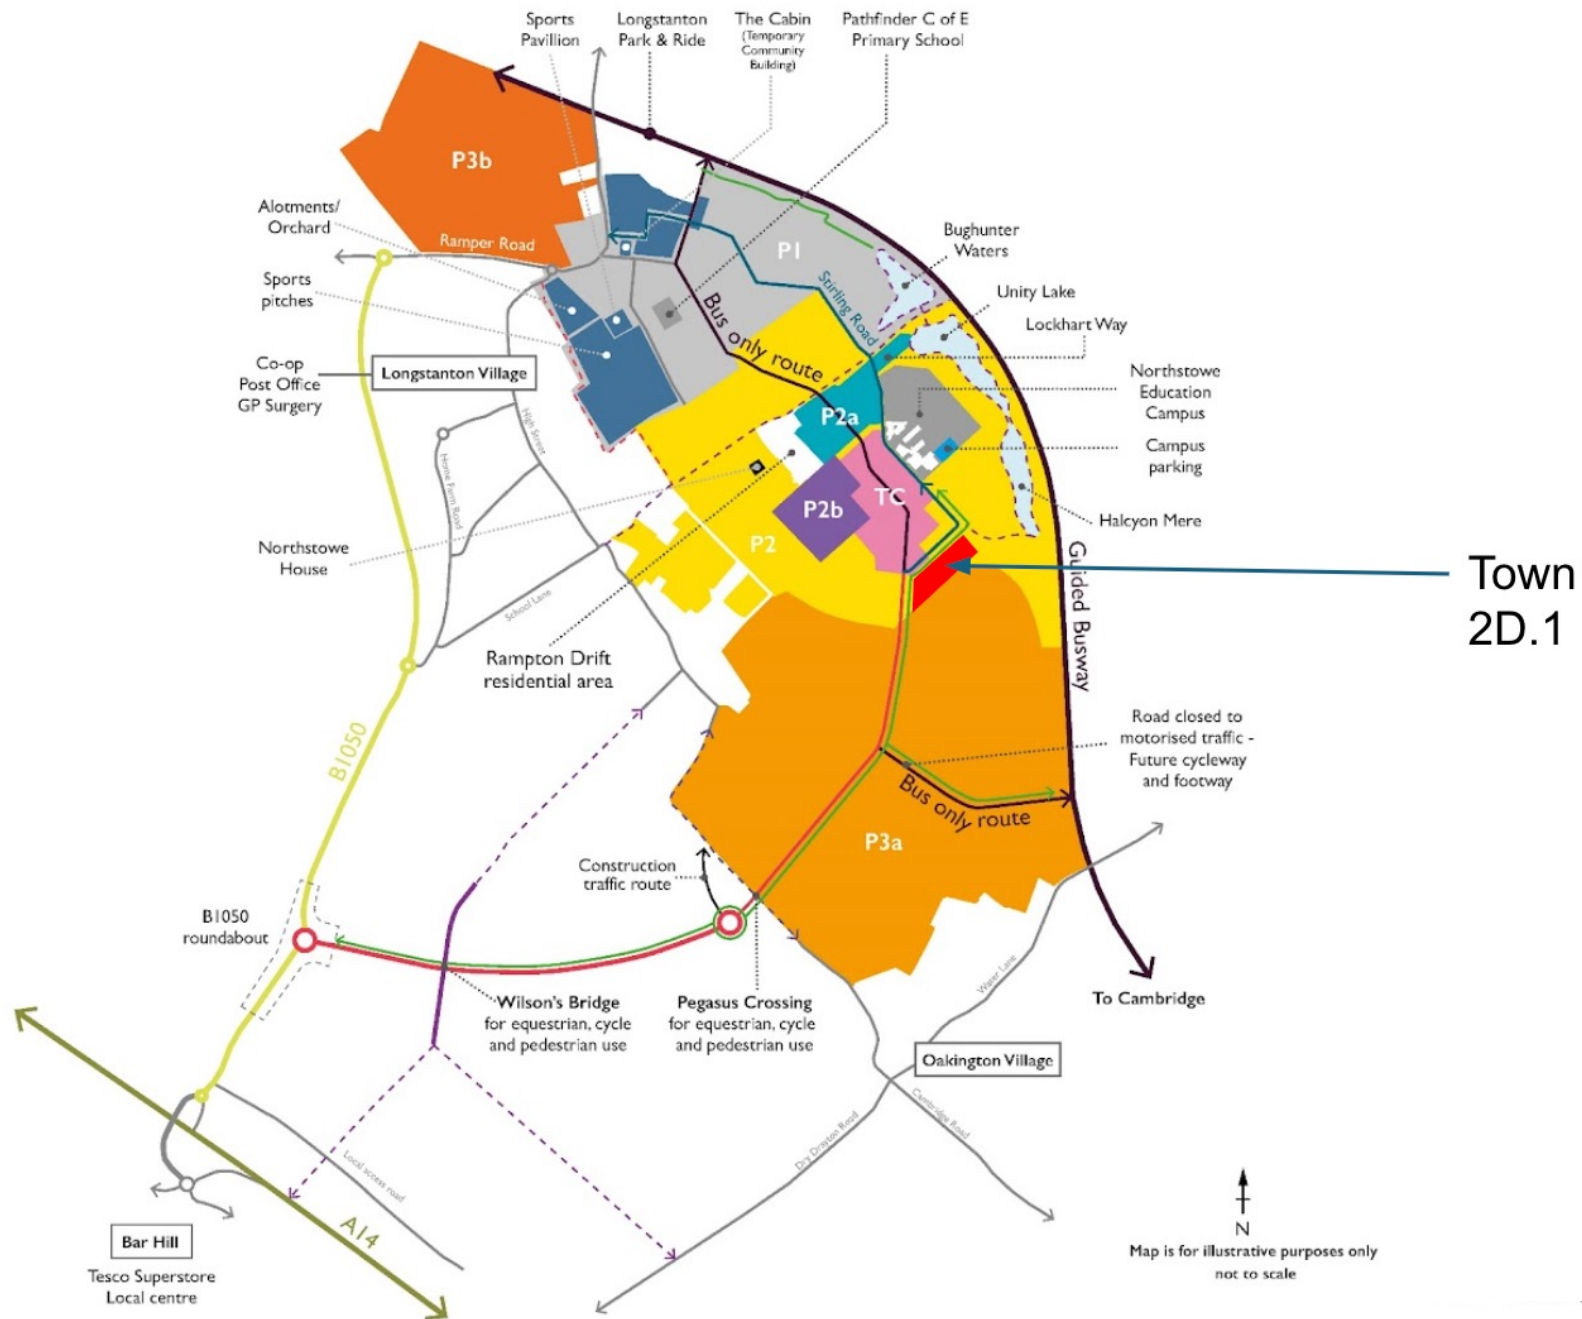 Sports
Pavillion
Longstanton
Park & Ride
The Cabin
(Temporary
Community
Building)
Pathfinder C of E
Primary School
P3b
Alotments/
Orchard
Ramper Road
P1
Bughunter
Waters
Sports
pitches
Stirling Road
Unity Lake
Bus only route
Lockhart Way
Co-op
Post Office
GP Surgery
Longstanton Village
Northstowe
Education
Campus
High Street
P2a
Home Farm Road
Campus
parking
TC
P2b
Halcyon Mere
Northstowe
House
P2
Guided Busway
Town
2D.1
School Lane
Rampton Drift
residential area
B1050
Road closed to
motorised traffic -
Future cycleway
and footway
Bus only route
P3a
Construction
traffic route
B1050
roundabout
Water Lane
Wilson's Bridge
for equestrian, cycle
and pedestrian use
Pegasus Crossing
for equestrian, cycle
and pedestrian use
To Cambridge
Oakington Village
Cambridge Road
Dry Drayton Road
Local access road
A14
N
Bar Hill
Map is for illustrative purposes only
not to scale
Tesco Superstore
Local centre